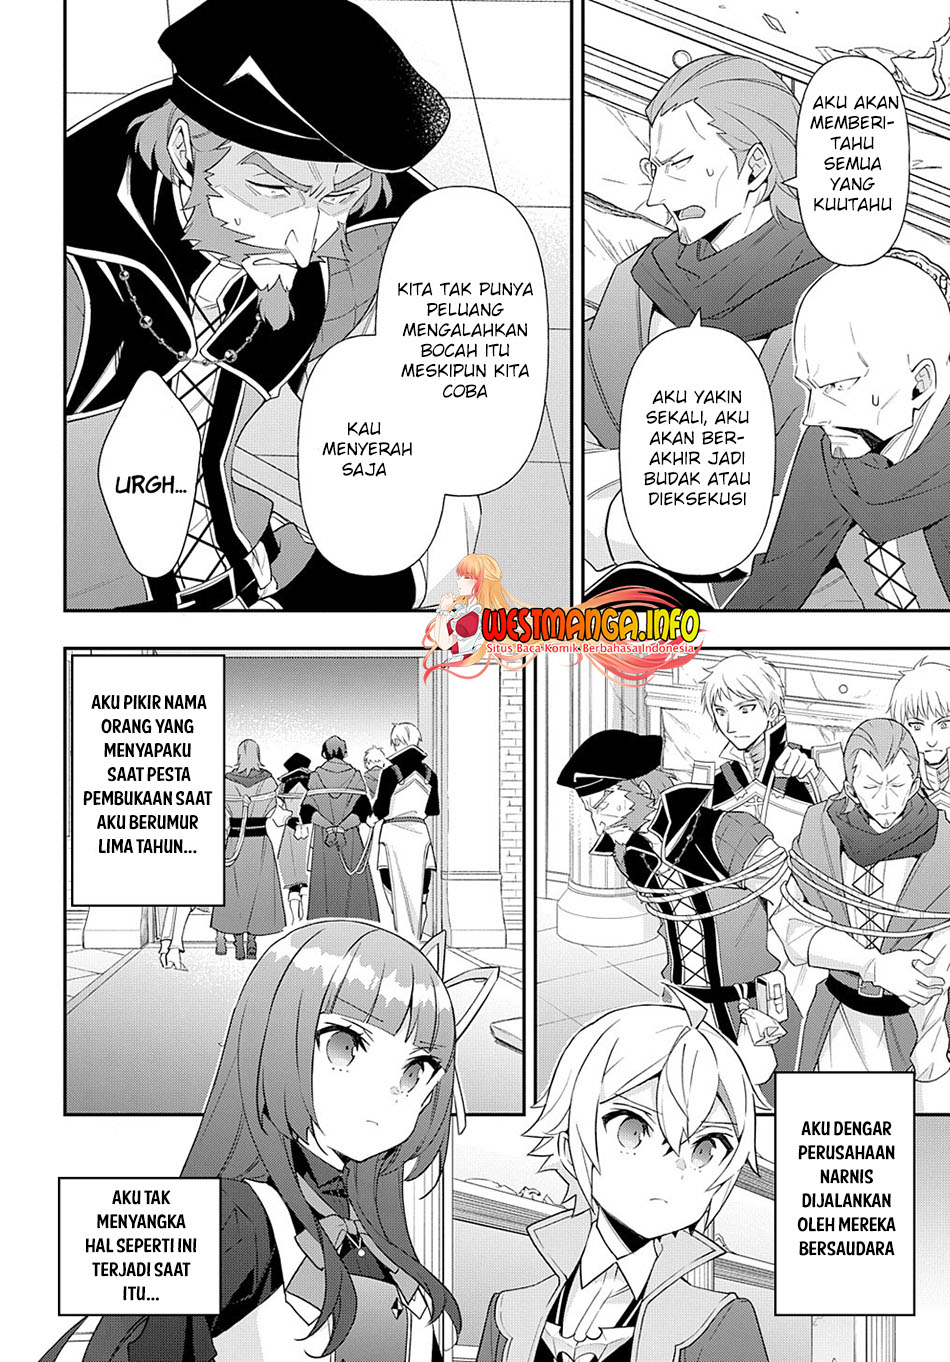 AKU AKAN
MEMBERI-
TAHU
SEMUA
YANG
KUUTAHU
AKU YAKIN
SEKALI, AKU
AKAN BER-
AKHIR JADI
BUDAK ATAU
DIEKSEKUSI
KITA TAK PUNYA
PELUANG
MENGALAHKAN
BOCAH ITU
MESKIPUN KITA
COBA
KAU
MENYERAH
SAJA
URGH...
WESTMANGA.INFO
Situs Baca Komik Berbahasa Indonesia
AKU DENGAR
PERUSAHAAN
NARNIS
DIJALANKAN
OLEH MEREKA
BERSAUDARA
AKU PIKIR NAMA
ORANG YANG
MENYAPAKU
SAAT PESTA
PEMBUKAAN SAAT
AKU BERUMUR
LIMA TAHUN...
AKU TAK
MENYANGKA
HAL SEPERTI INI
TERJADI SAAT
ITU...